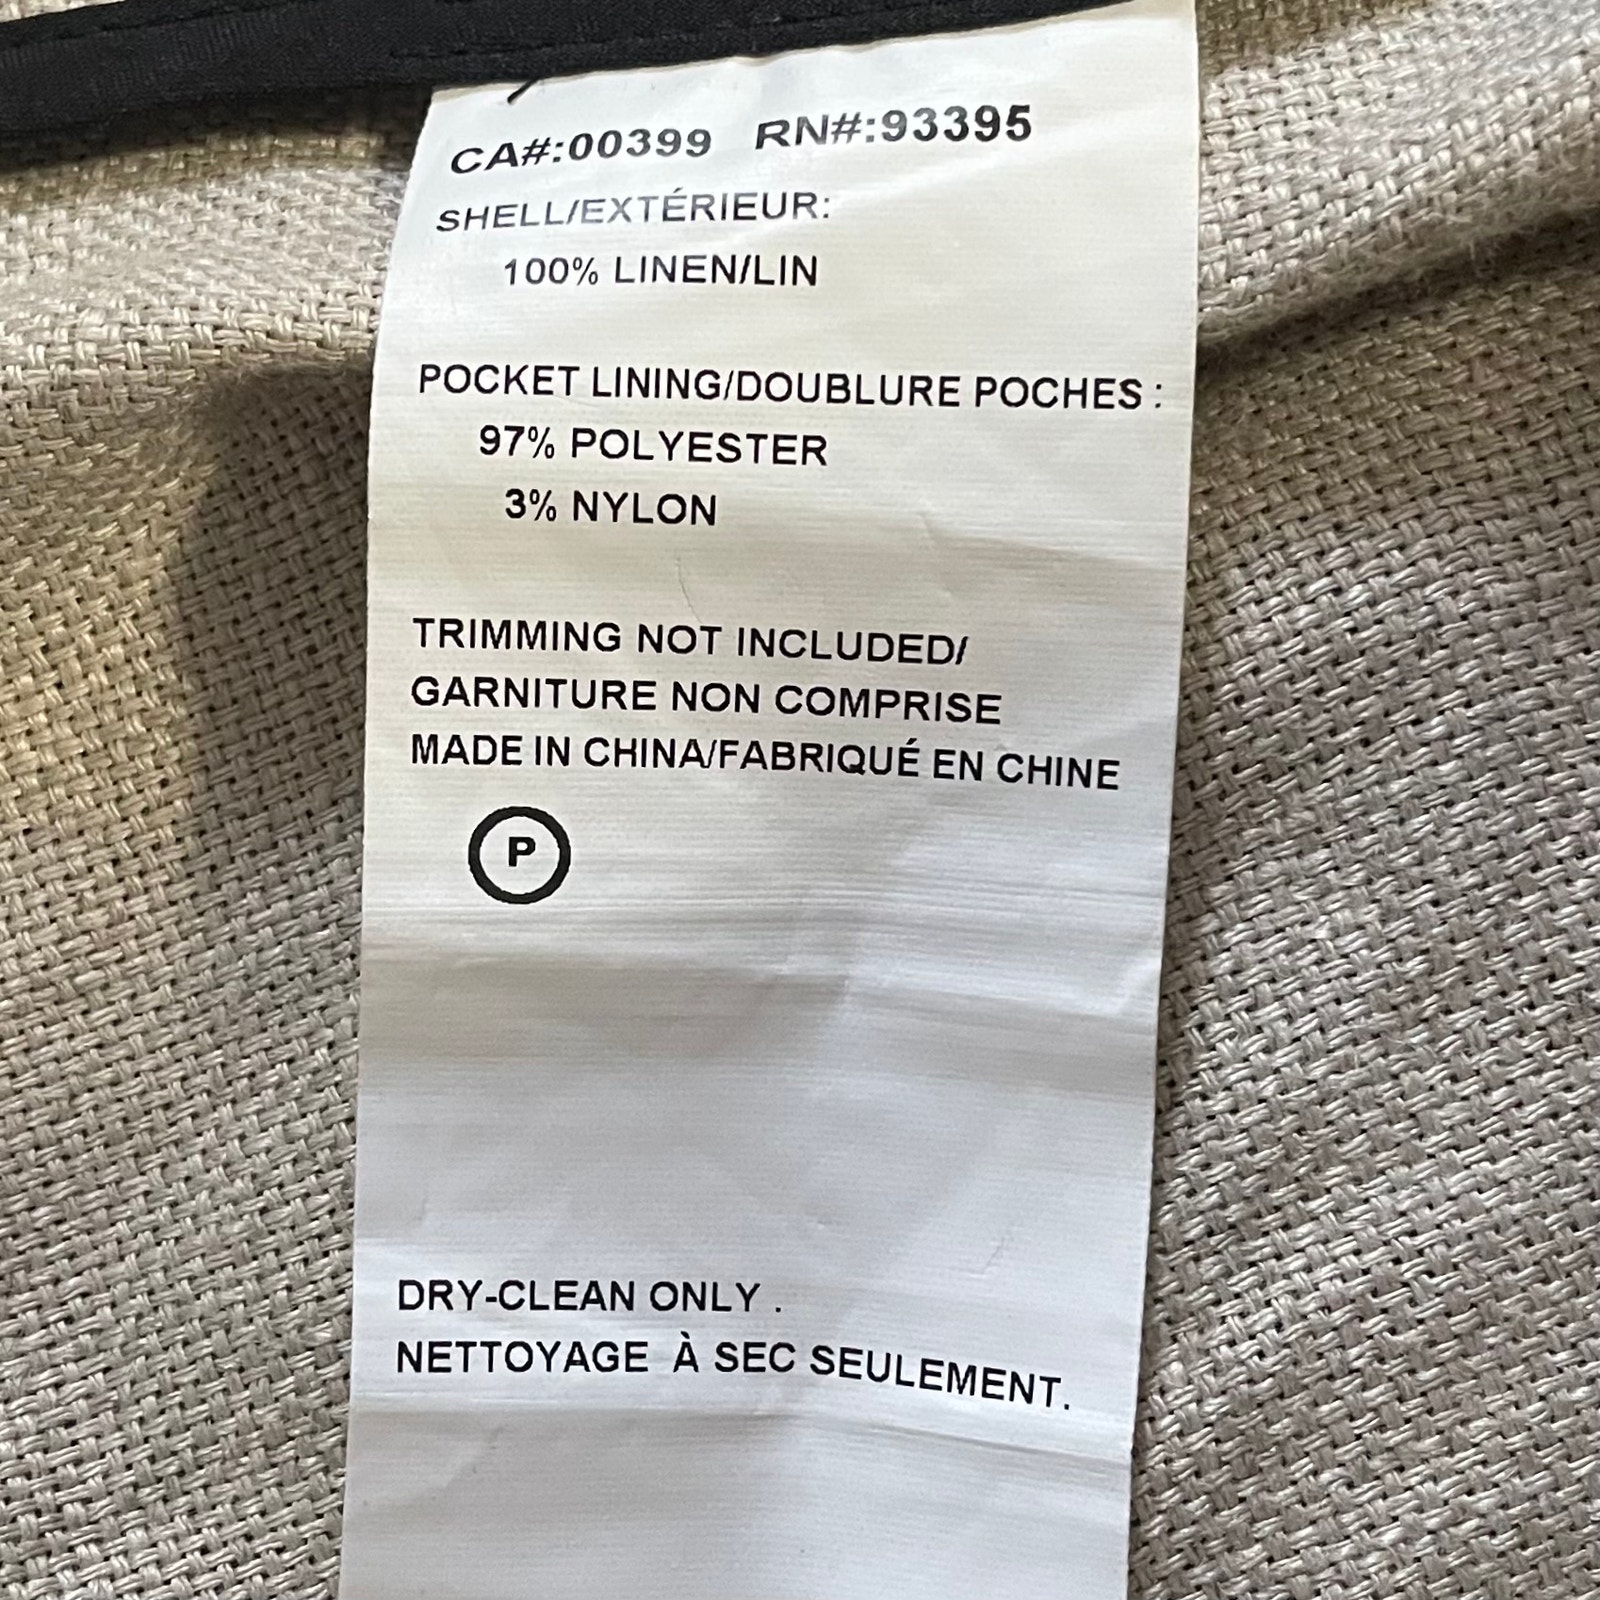 CA#:00399 RN#:93395
SHELL/EXTÉRIEUR:
100% LINEN/LIN
POCKET LINING/DOUBLURE POCHES :
97% POLYESTER
3% NYLON
TRIMMING NOT INCLUDED/
GARNITURE NON COMPRISE
MADE IN CHINA/FABRIQUÉ EN CHINE
P
DRY-CLEAN ONLY .
NETTOYAGE À SEC SEULEMENT.